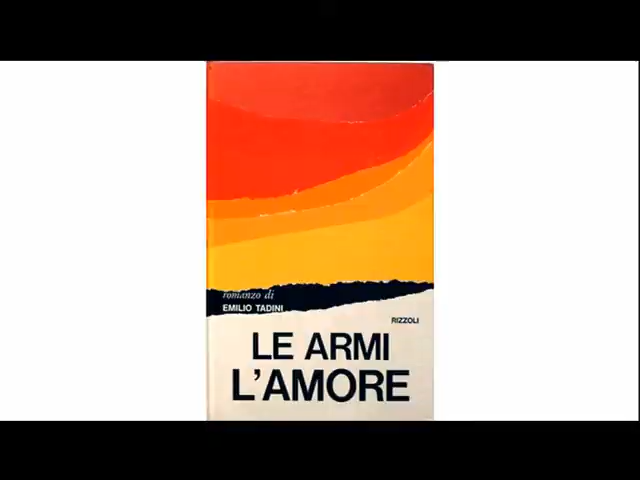 romanzo di
EMILIO TADINI
RIZZOLI
LE ARMI
L'AMORE